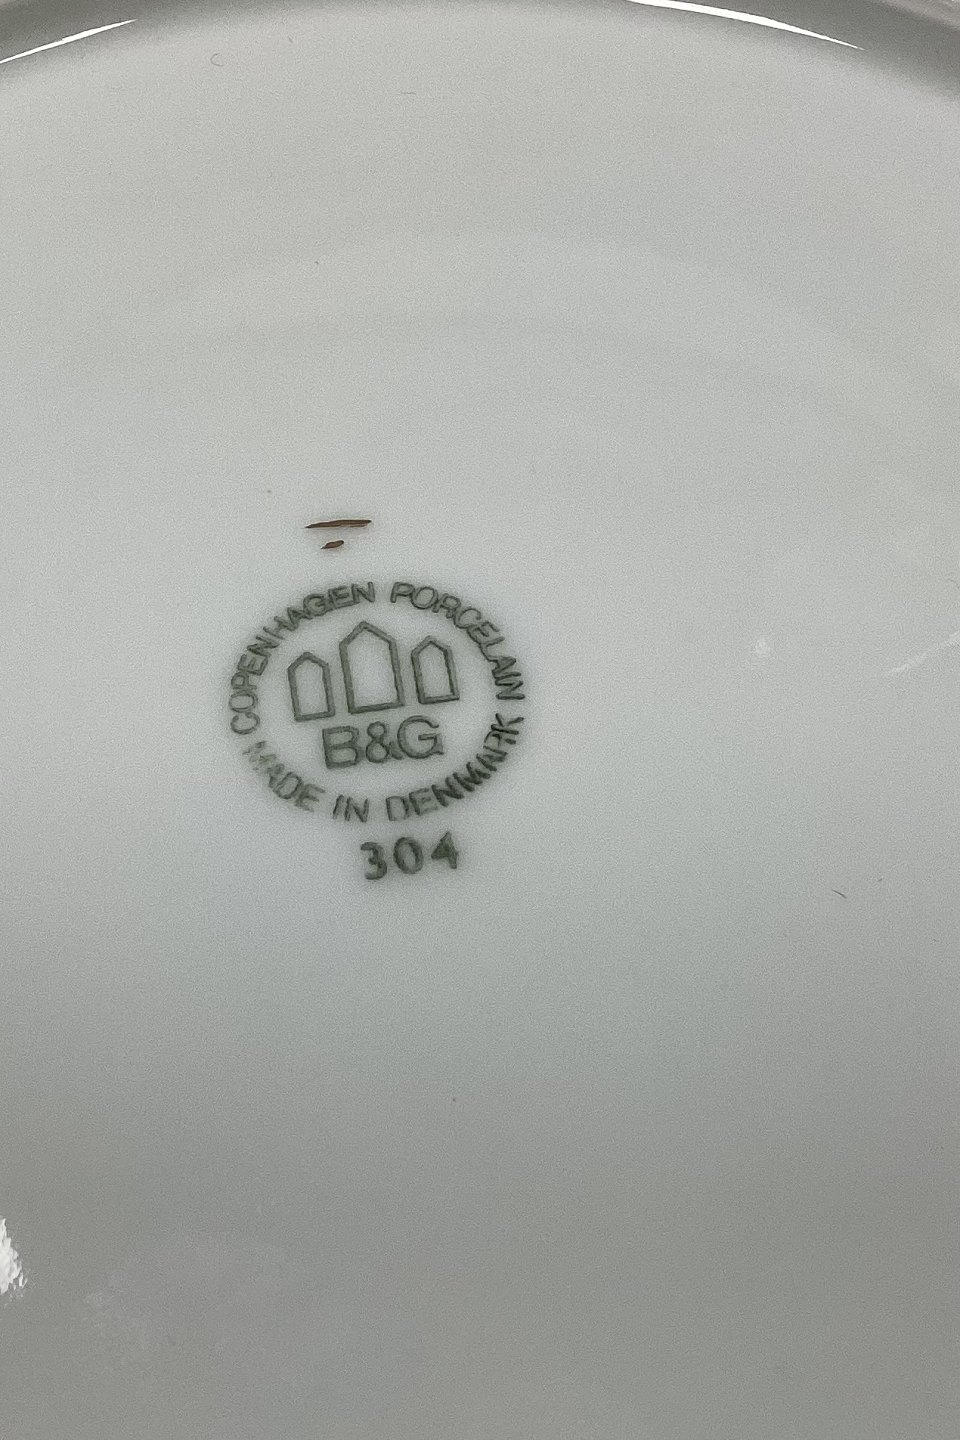 COPENHAGEN PORCELAIN
B&G
MADE IN DENMARK
304